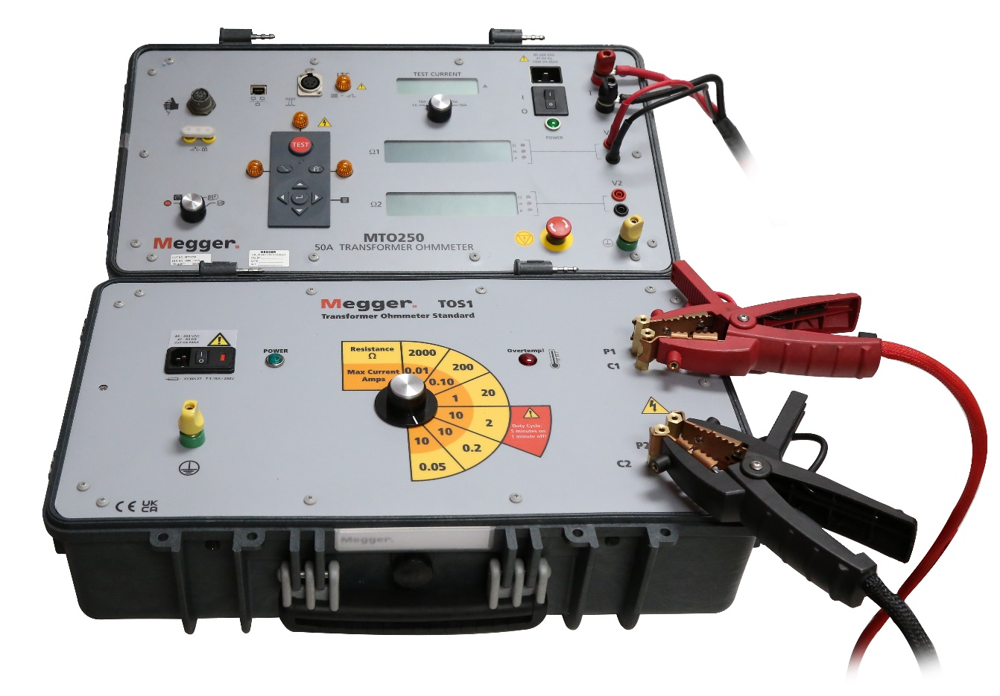 TEST CURRENT
A
I
O
POWER
TEST
Ω1
Ω2
V2
Megger.
MTO250
50A TRANSFORMER OHMMETER
MEGGER
Megger. TOS1
Transformer Ohmmeter Standard
POWER
Resistance
Ω
Max Current
Amps
2000
0.01
200
0.10
20
1
2
10
0.2
10
0.05
10
Overtemp!
Duty Cycle:
5 minutes on
1 minute off!
P1
C1
P2
C2
CE UK
CA
Megger.